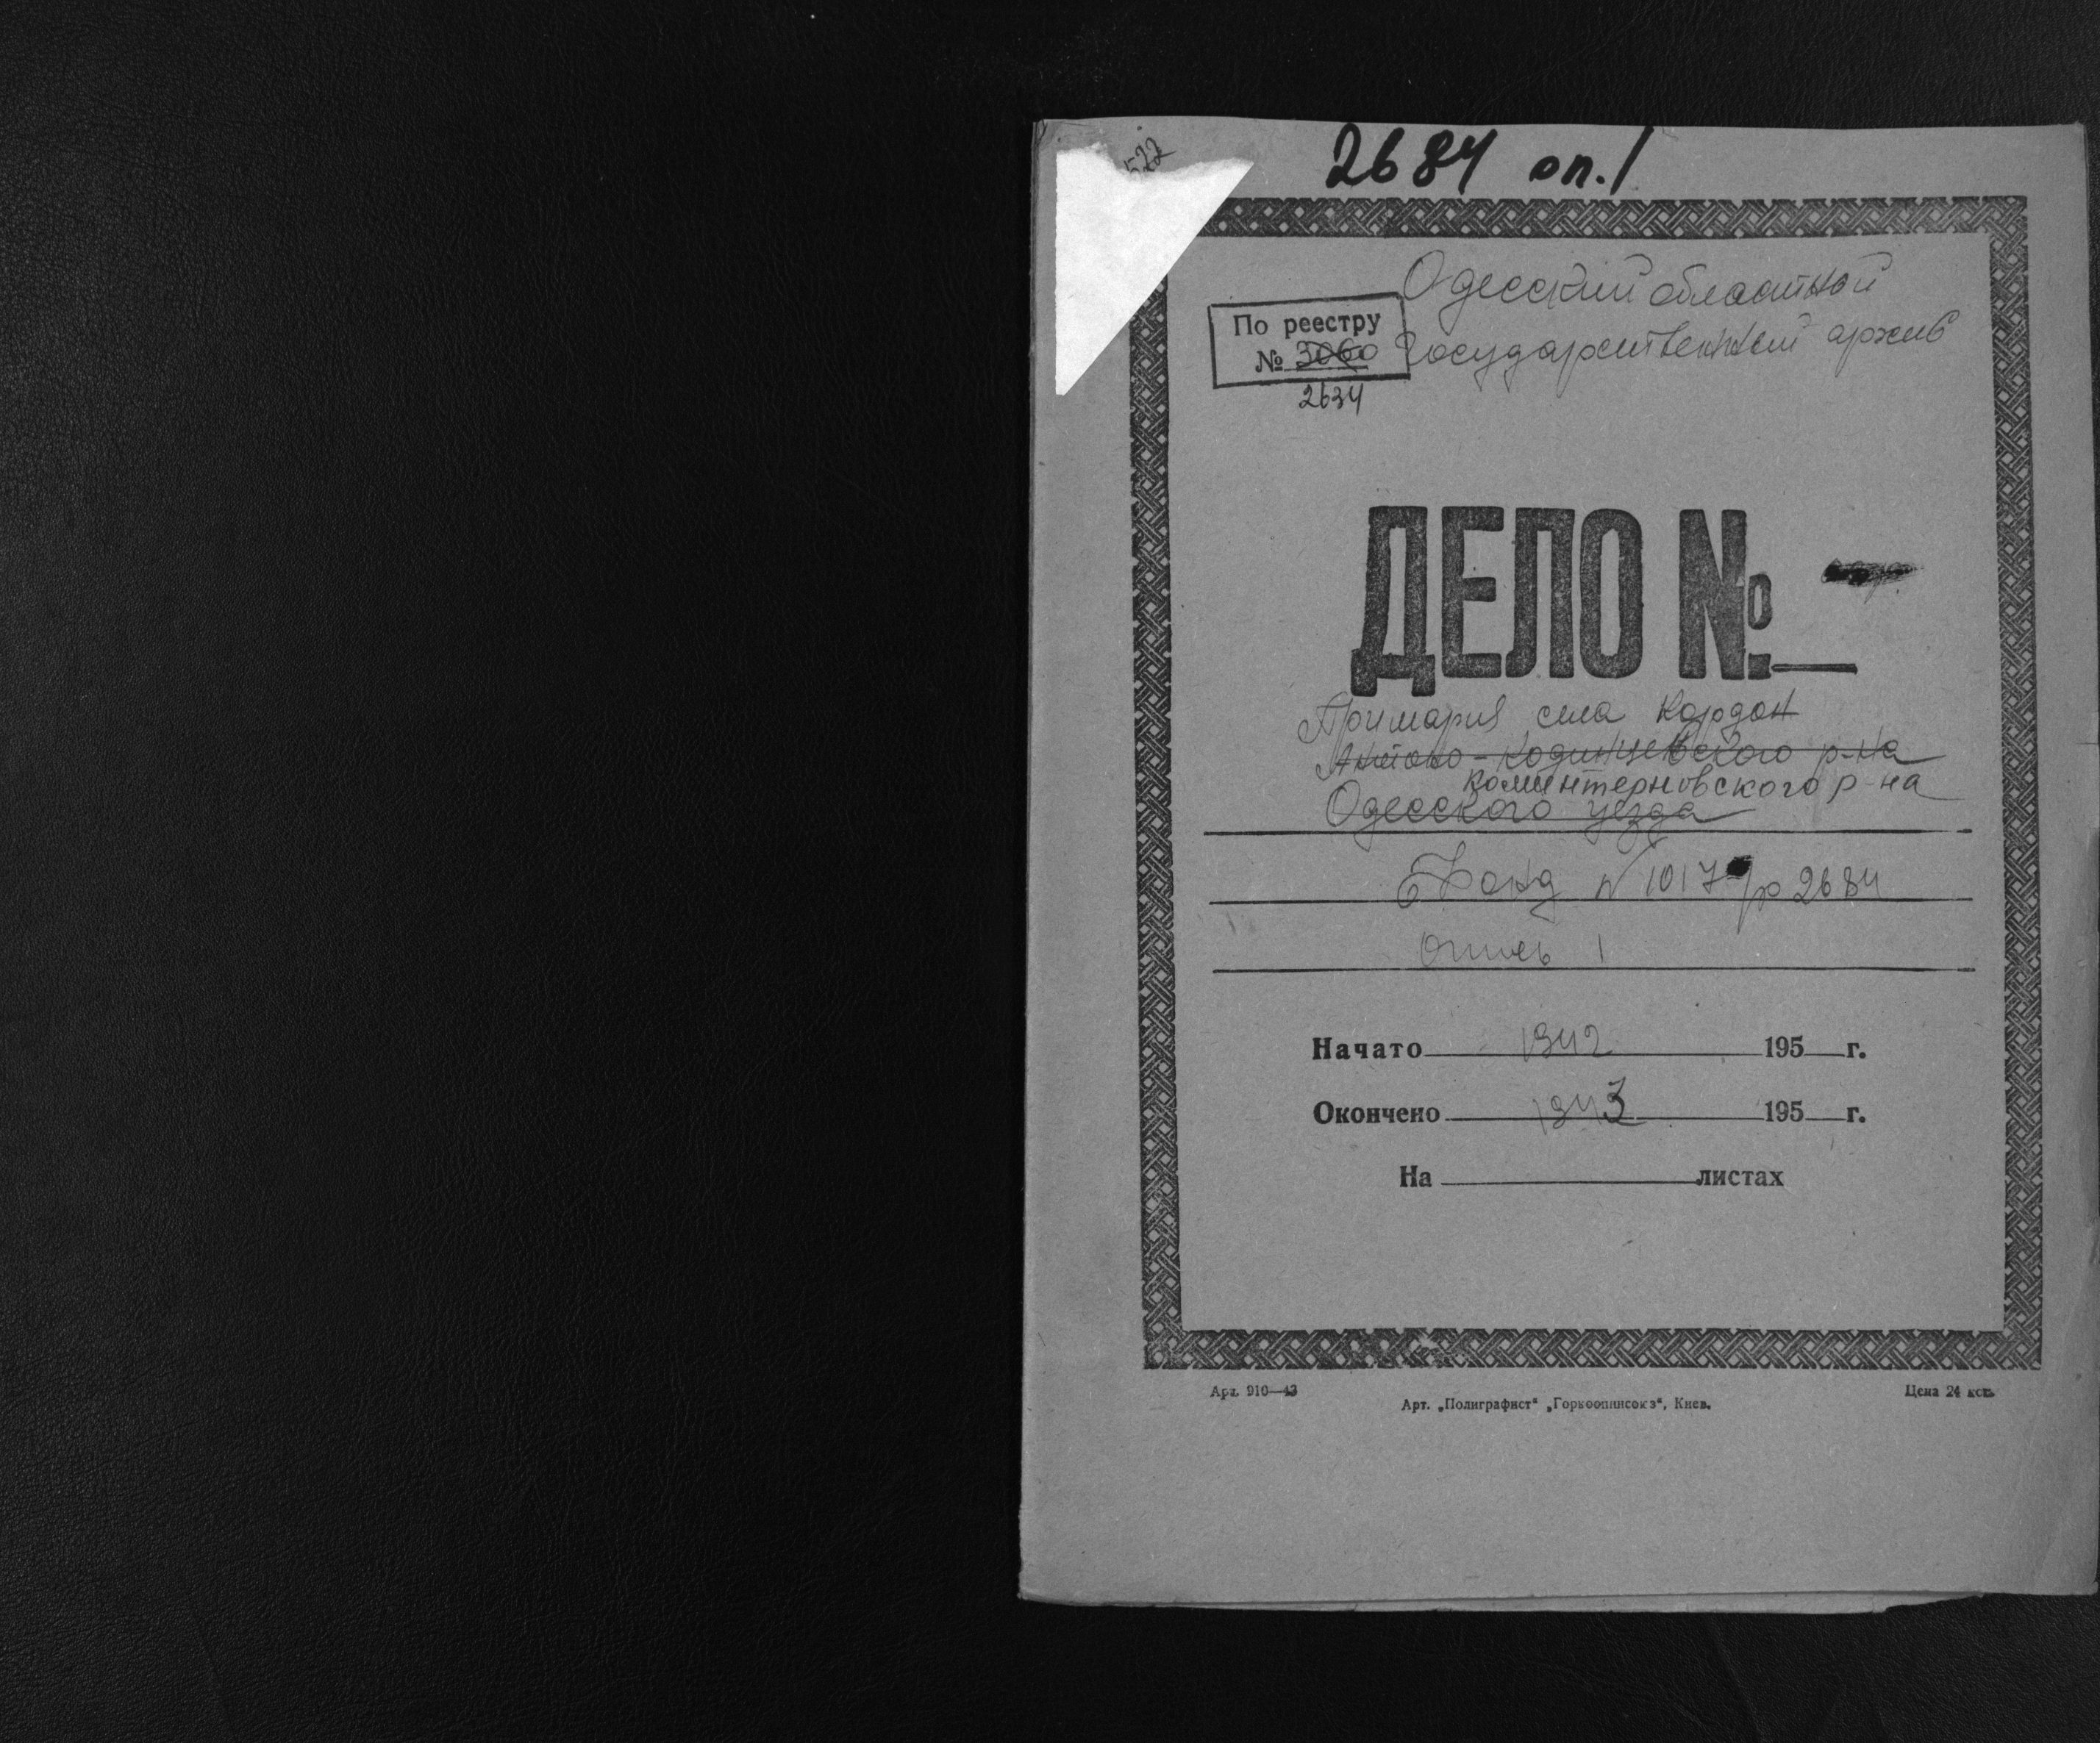 522
2684 оп. 1
Одесский областной
Государственный архив
По реестру
№ 3060
2634
ДЕЛО №
Примария села Кордон
Антоно-Кодинцевского р-на
Коминтерновского р-на
Одесского уезда
Фонд N 1017 р 2684
опись 1
Начато 1942 195 г.
Окончено 1943 195 г.
На листах
Арт. 910—43
Арт. „Полиграфист“ „Горкоопинсоюз“, Киев.
Цена 24 коп.